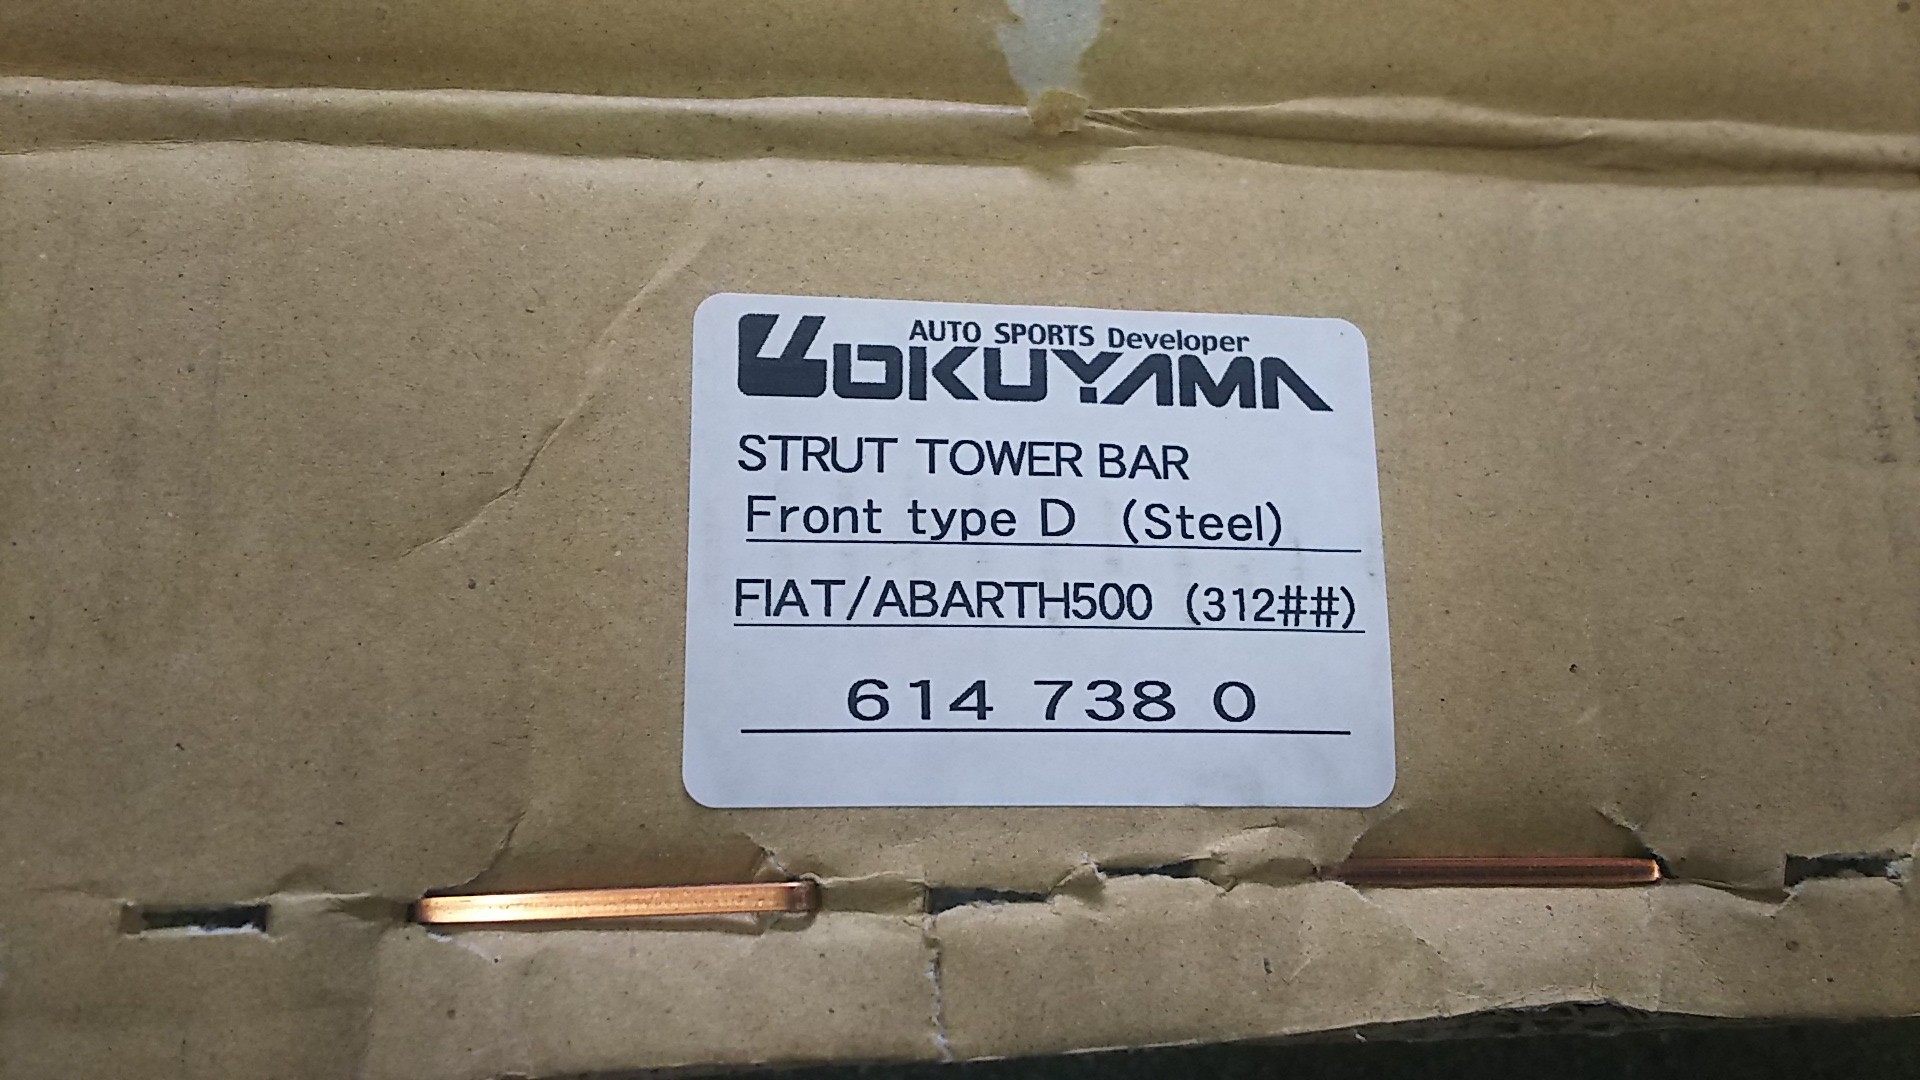 AUTO SPORTS Developer
OKUYAMA
STRUT TOWER BAR
Front type D (Steel)
FIAT/ABARTH500 (312##)
614 738 0